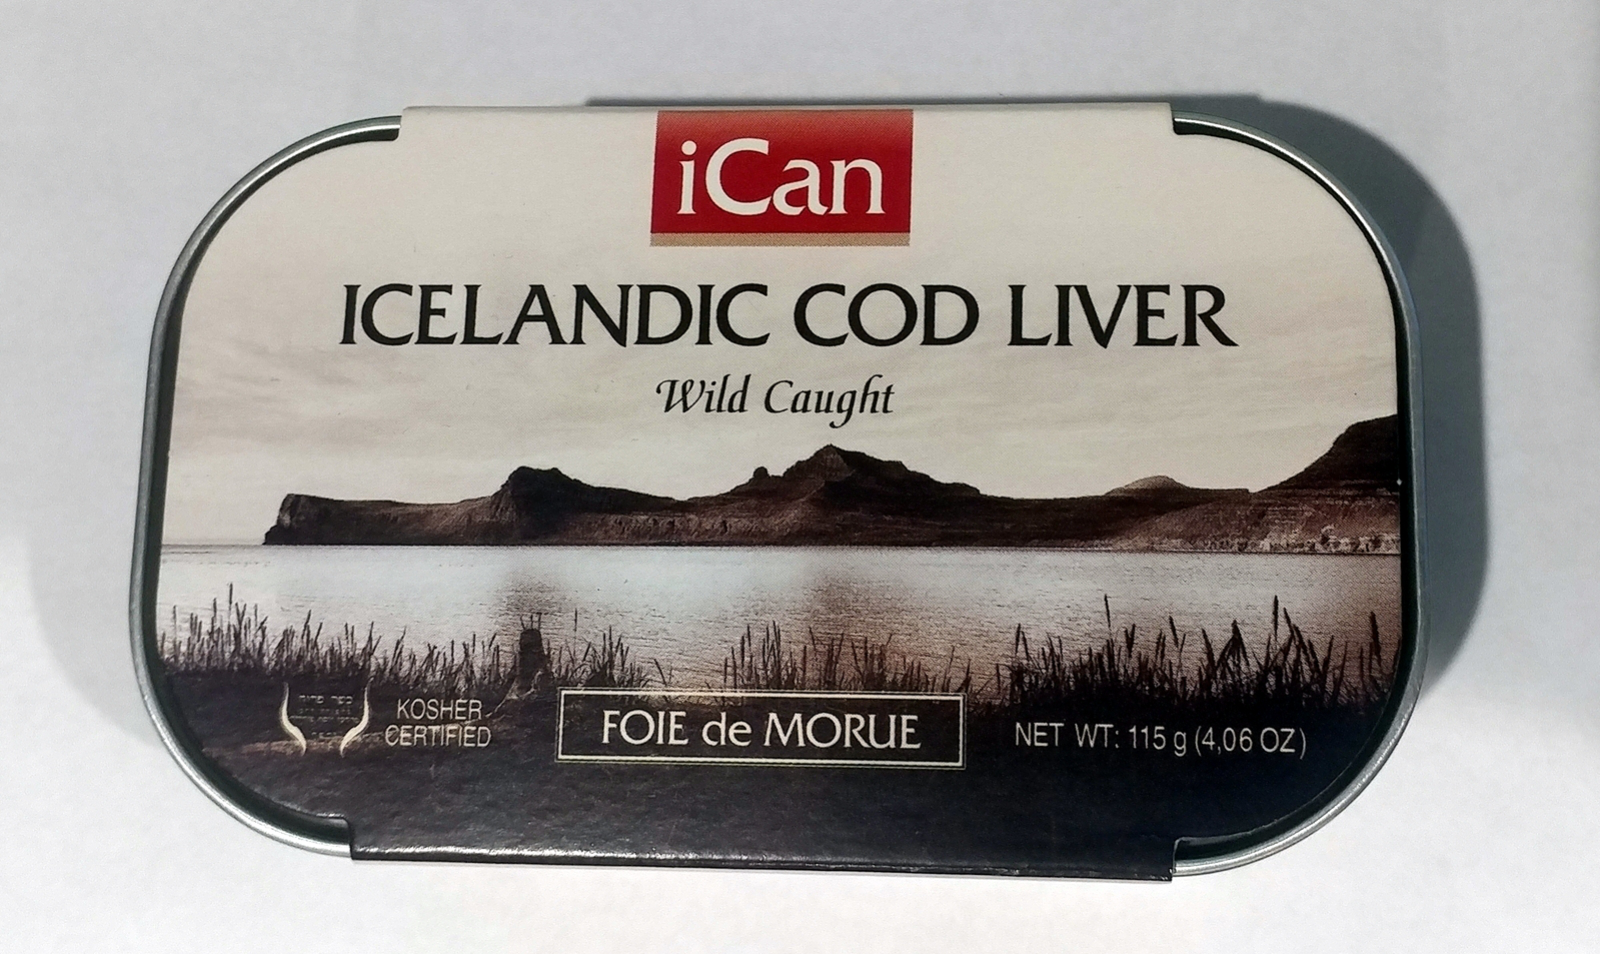 iCan
ICELANDIC COD LIVER
Wild Caught
KOSHER
CERTIFIED
FOIE de MORUE
NET WT: 115 g (4,06 OZ)